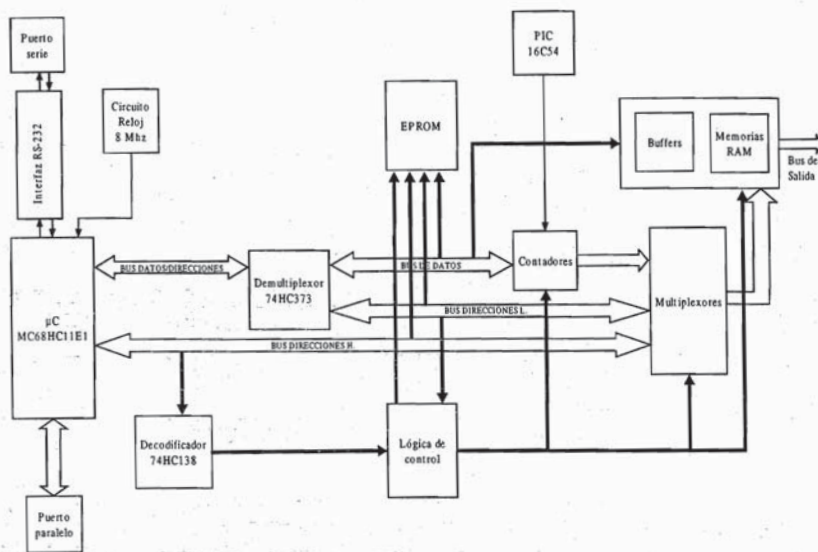 Puerto
serie
Interfaz RS-232
Circuito
Reloj
8 Mhz
EPROM
PIC
16C54
Buffers
Memorias
RAM
Bus de
Salida
µC
MC68HC11E1
BUS DATOS/DIRECCIONES
Demultiplexor
74HC373
BUS DE DATOS
Contadores
Multiplexores
BUS DIRECCIONES L.
BUS DIRECCIONES H.
Decodificador
74HC138
Lógica de
control
Puerto
paralelo